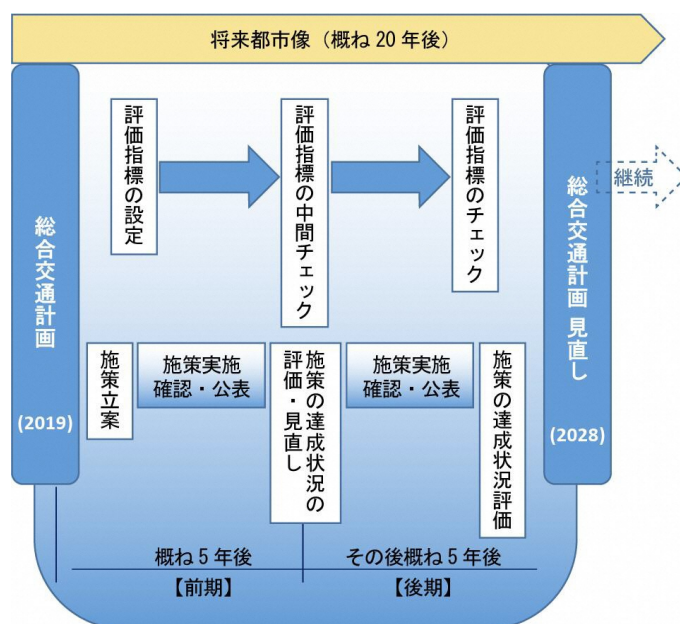 将来都市像（概ね20年後）
総合交通計画
(2019)
評価指標の設定
評価指標の中間チェック
評価指標のチェック
総合交通計画 見直し
(2028)
継続
施策立案
施策実施
確認・公表
施策の達成状況の
評価・見直し
施策実施
確認・公表
施策の達成状況評価
概ね5年後
【前期】
その後概ね5年後
【後期】